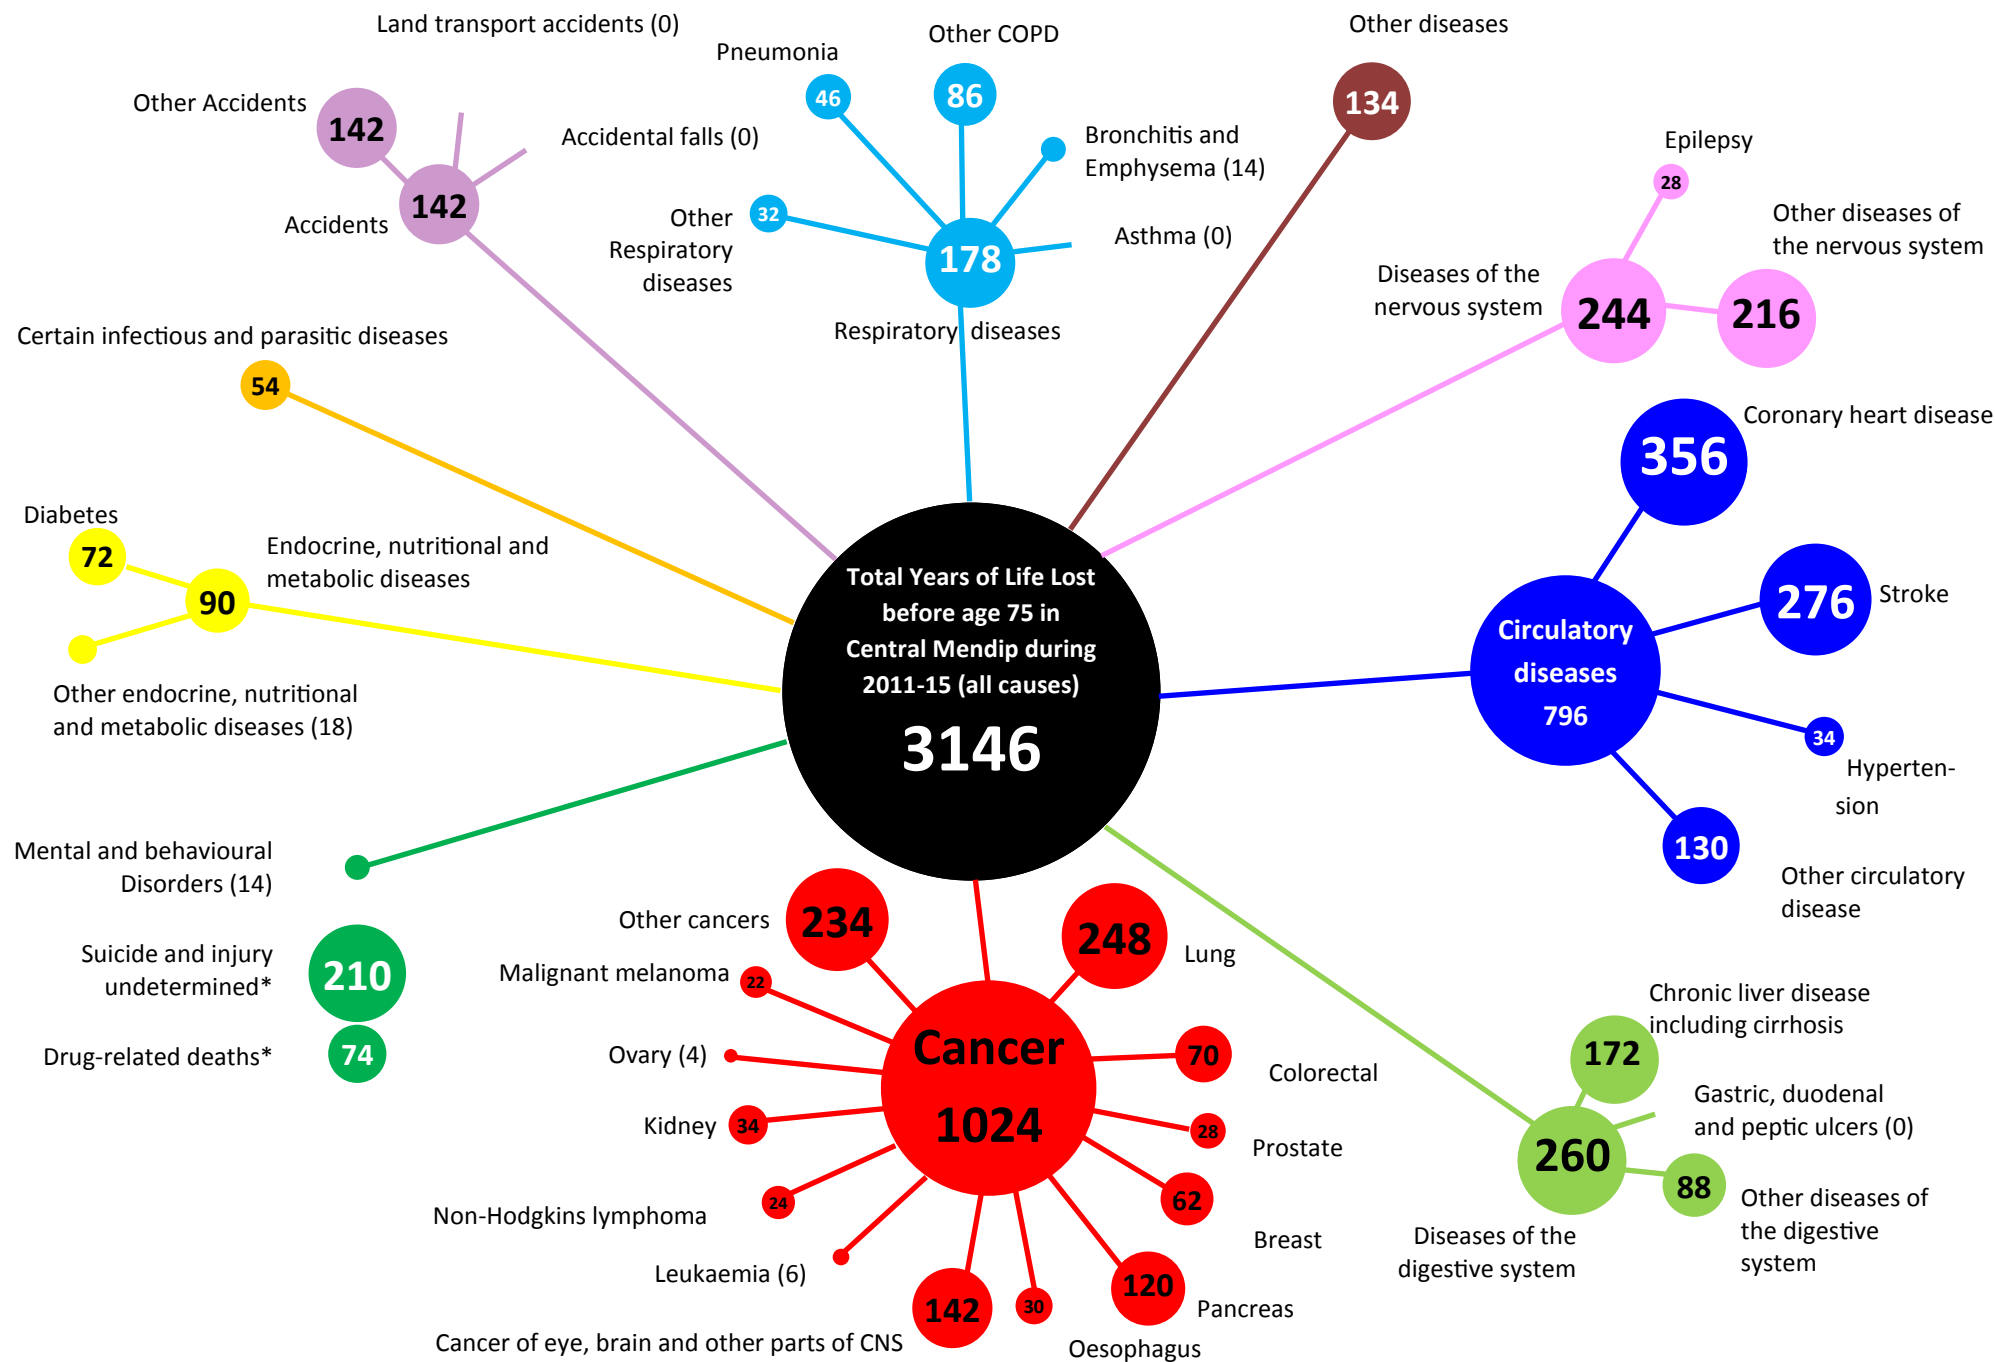 Land transport accidents (0)
Other Accidents
142
Accidental falls (0)
142
Accidents
Pneumonia
46
Other COPD
86
Bronchitis and
Emphysema (14)
Asthma (0)
Other
Respiratory
diseases
32
178
Respiratory diseases
Other diseases
134
Epilepsy
28
Other diseases of
the nervous system
216
Diseases of the
nervous system
244
Certain infectious and parasitic diseases
54
Diabetes
72
Endocrine, nutritional and
metabolic diseases
90
Other endocrine, nutritional
and metabolic diseases (18)
Total Years of Life Lost
before age 75 in
Central Mendip during
2011-15 (all causes)
3146
Coronary heart disease
356
276
Stroke
Circulatory
diseases
796
34
Hyperten-
sion
130
Other circulatory
disease
Mental and behavioural
Disorders (14)
Suicide and injury
undetermined*
210
Drug-related deaths*
74
Other cancers
234
248
Lung
Malignant melanoma
22
Ovary (4)
Kidney
34
Non-Hodgkins lymphoma
24
Leukaemia (6)
Cancer
1024
70
Colorectal
28
Prostate
62
Breast
120
Pancreas
30
Oesophagus
142
Cancer of eye, brain and other parts of CNS
Chronic liver disease
including cirrhosis
172
Gastric, duodenal
and peptic ulcers (0)
260
88
Other diseases of
the digestive
system
Diseases of the
digestive system